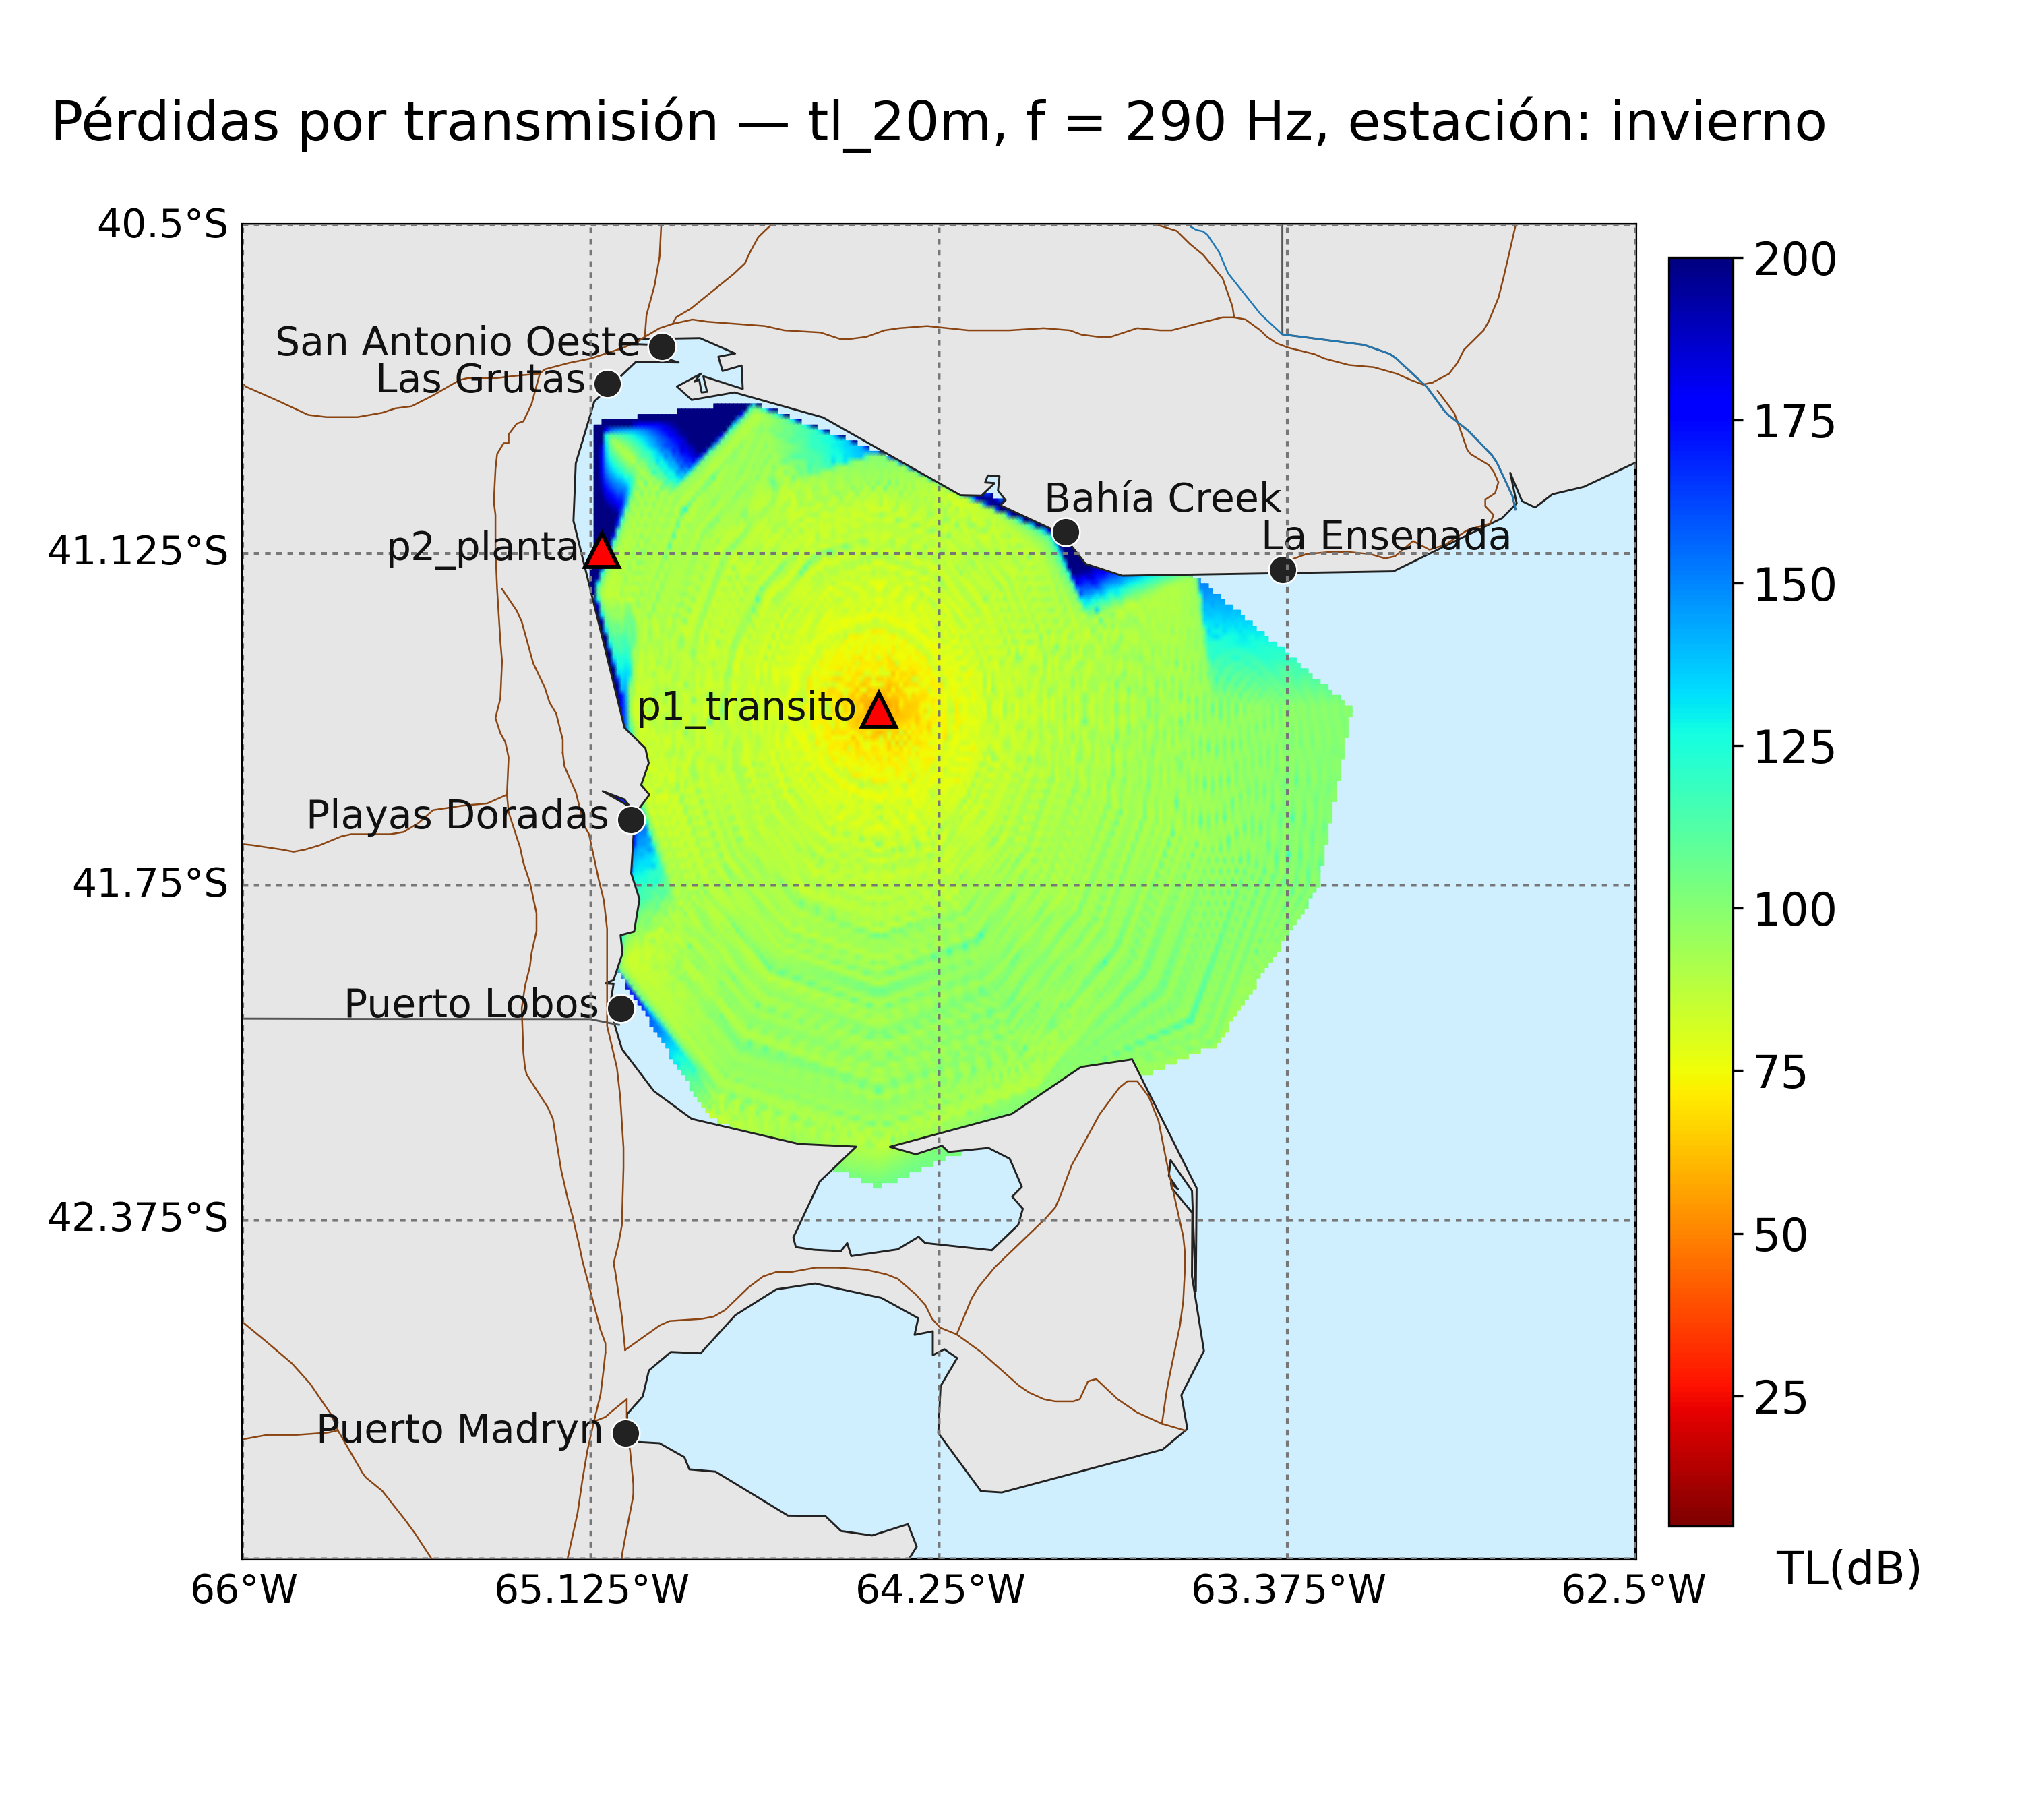 Pérdidas por transmisión — tl_20m, f = 290 Hz, estación: invierno
40.5°S
41.125°S
41.75°S
42.375°S
San Antonio Oeste
Las Grutas
Bahía Creek
La Ensenada
p2_planta
p1_transito
Playas Doradas
Puerto Lobos
Puerto Madryn
66°W
65.125°W
64.25°W
63.375°W
62.5°W
200
175
150
125
100
75
50
25
TL(dB)